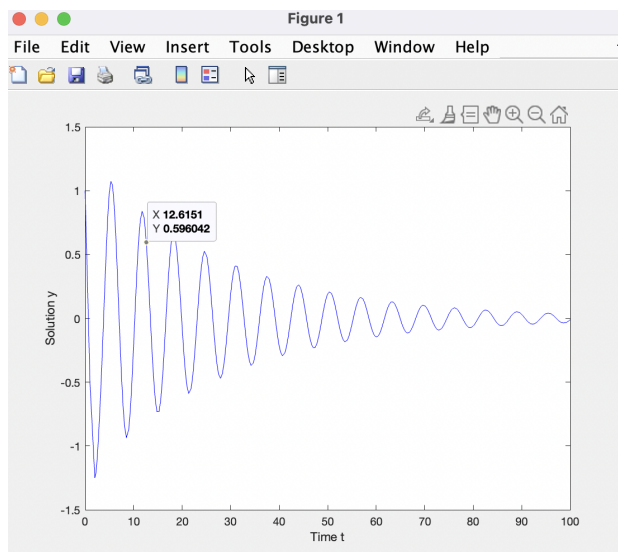 Figure 1
File Edit View Insert Tools Desktop Window Help
1.5
1
0.5
0
-0.5
-1
-1.5
Solution y
X 12.6151
Y 0.596042
0 10 20 30 40 50 60 70 80 90 100
Time t